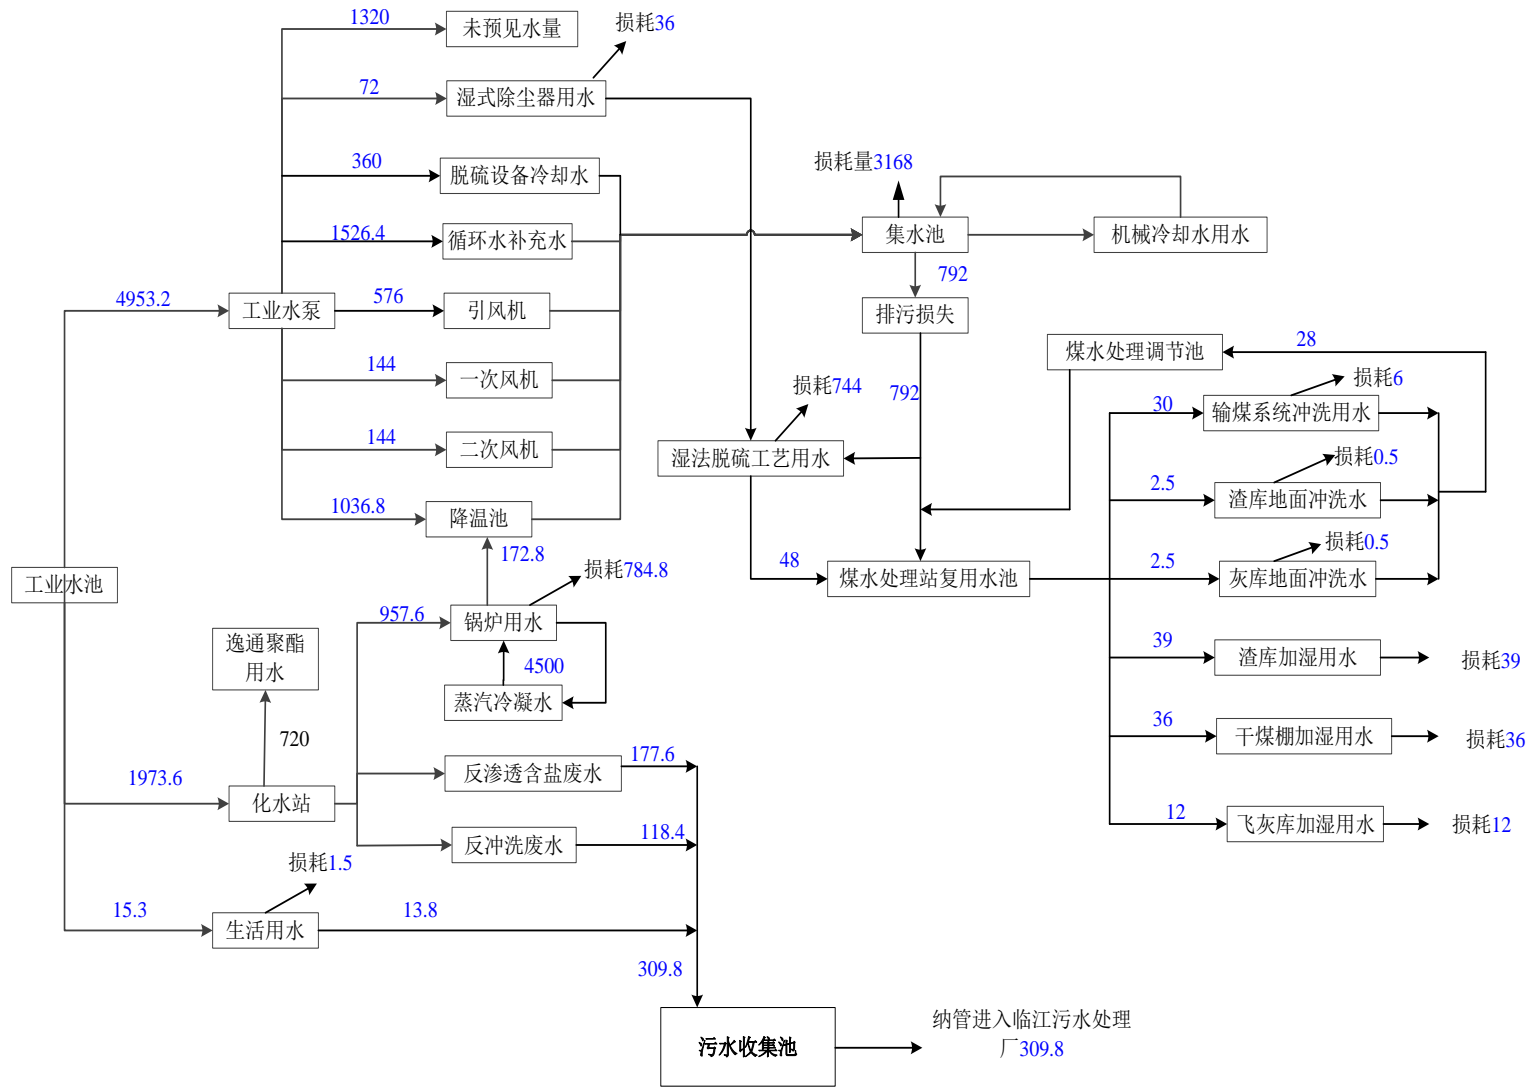 1320
未预见水量
损耗36
72
湿式除尘器用水
360
脱硫设备冷却水
损耗量3168
1526.4
循环水补充水
集水池
机械冷却水用水
792
4953.2
工业水泵
576
引风机
排污损失
煤水处理调节池
28
144
一次风机
损耗744
792
损耗6
30
输煤系统冲洗用水
144
二次风机
湿法脱硫工艺用水
损耗0.5
2.5
渣库地面冲洗水
1036.8
降温池
172.8
损耗784.8
48
煤水处理站复用水池
损耗0.5
2.5
灰库地面冲洗水
工业水池
957.6
锅炉用水
逸通聚酯
用水
4500
蒸汽冷凝水
39
渣库加湿用水
损耗39
720
36
干煤棚加湿用水
损耗36
1973.6
化水站
反渗透含盐废水
177.6
反冲洗废水
118.4
12
飞灰库加湿用水
损耗12
损耗1.5
15.3
生活用水
13.8
309.8
污水收集池
纳管进入临江污水处理
厂309.8